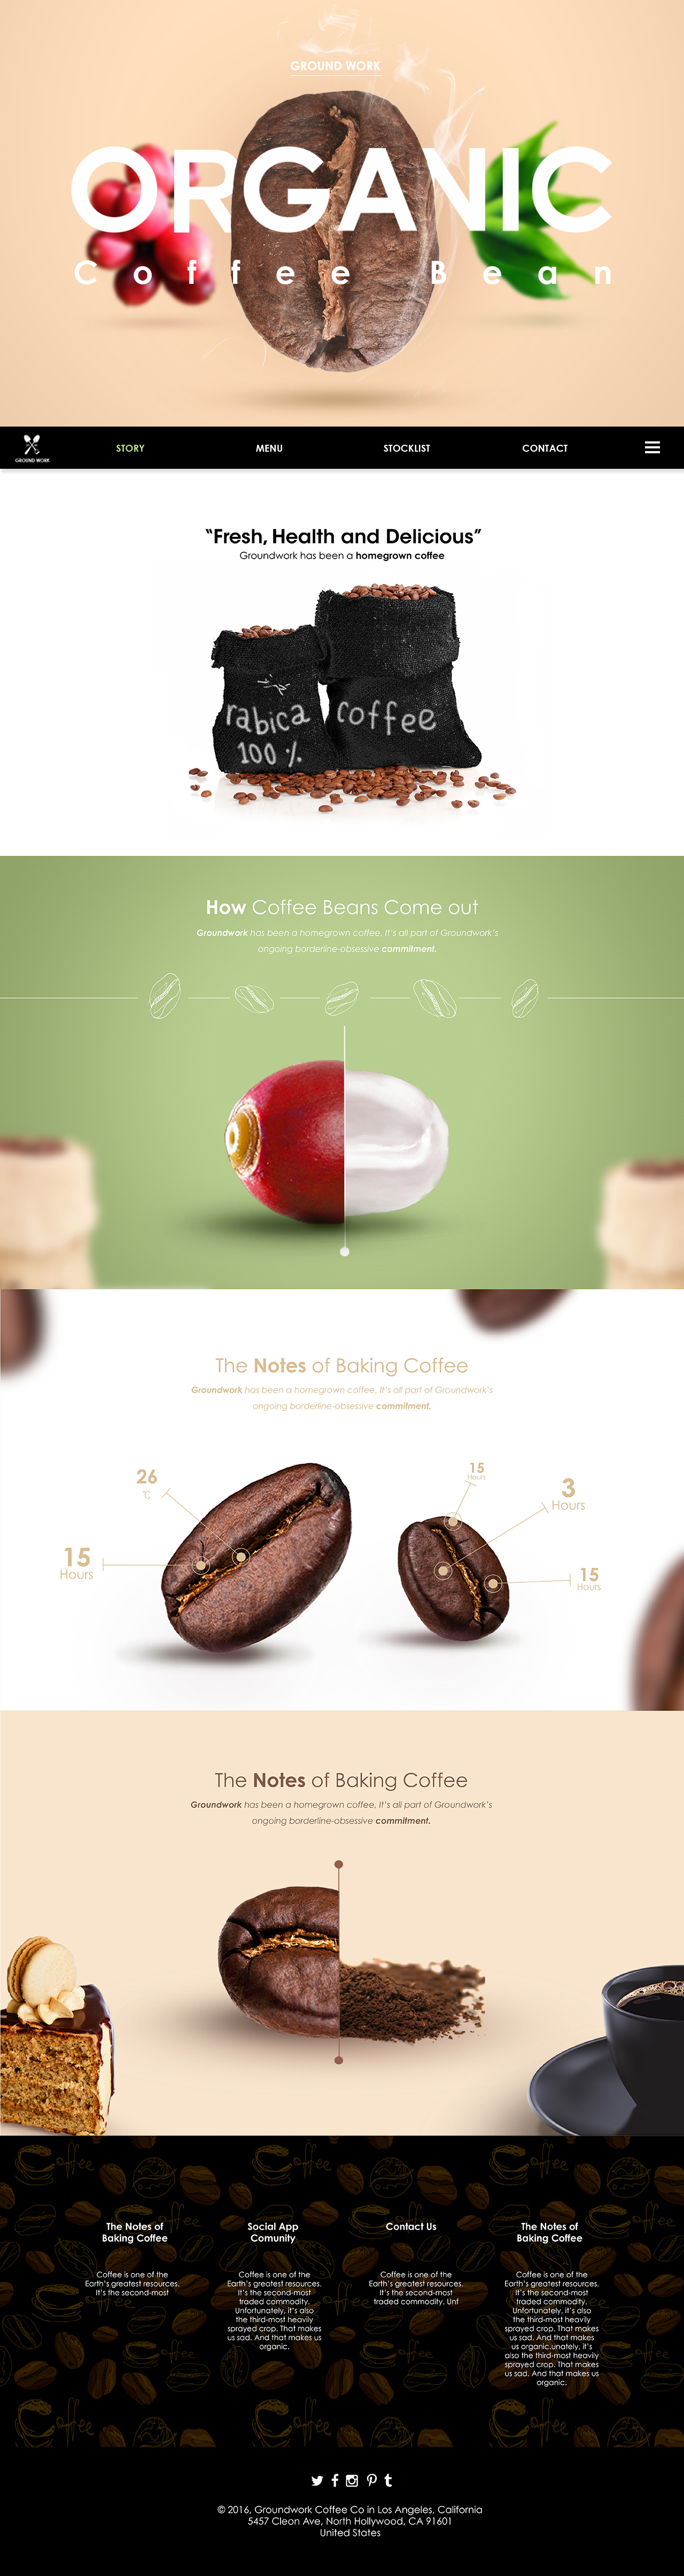 GROUND WORK
ORGANIC
Coffee Bean
GROUND WORK
STORY
MENU
STOCKLIST
CONTACT
“Fresh, Health and Delicious”
Groundwork has been a homegrown coffee
rabica
100 %
coffee
How Coffee Beans Come out
Groundwork has been a homegrown coffee. It's all part of Groundwork's
ongoing borderline-obsessive commitment.
The Notes of Baking Coffee
Groundwork has been a homegrown coffee. It's all part of Groundwork's
ongoing borderline-obsessive commitment.
26
℃
15
Hours
15
Hours
3
Hours
15
Hours
The Notes of Baking Coffee
Groundwork has been a homegrown coffee. It's all part of Groundwork's
ongoing borderline-obsessive commitment.
The Notes of
Baking Coffee
Coffee is one of the
Earth's greatest resources.
It's the second-most
Social App
Comunity
Coffee is one of the
Earth's greatest resources.
It's the second-most
traded commodity.
Unfortunately, it's also
the third-most heavily
sprayed crop. That makes
us sad. And that makes us
organic.
Contact Us
Coffee is one of the
Earth's greatest resources.
It's the second-most
traded commodity. Unf
The Notes of
Baking Coffee
Coffee is one of the
Earth's greatest resources.
It's the second-most
traded commodity.
Unfortunately, it's also
the third-most heavily
sprayed crop. That makes
us sad. And that makes
us organic.unately, it's
also the third-most heavily
sprayed crop. That makes
us sad. And that makes us
organic.
Coffee
Coffee
Coffee
© 2016, Groundwork Coffee Co in Los Angeles, California
5457 Cleon Ave, North Hollywood, CA 91601
United States